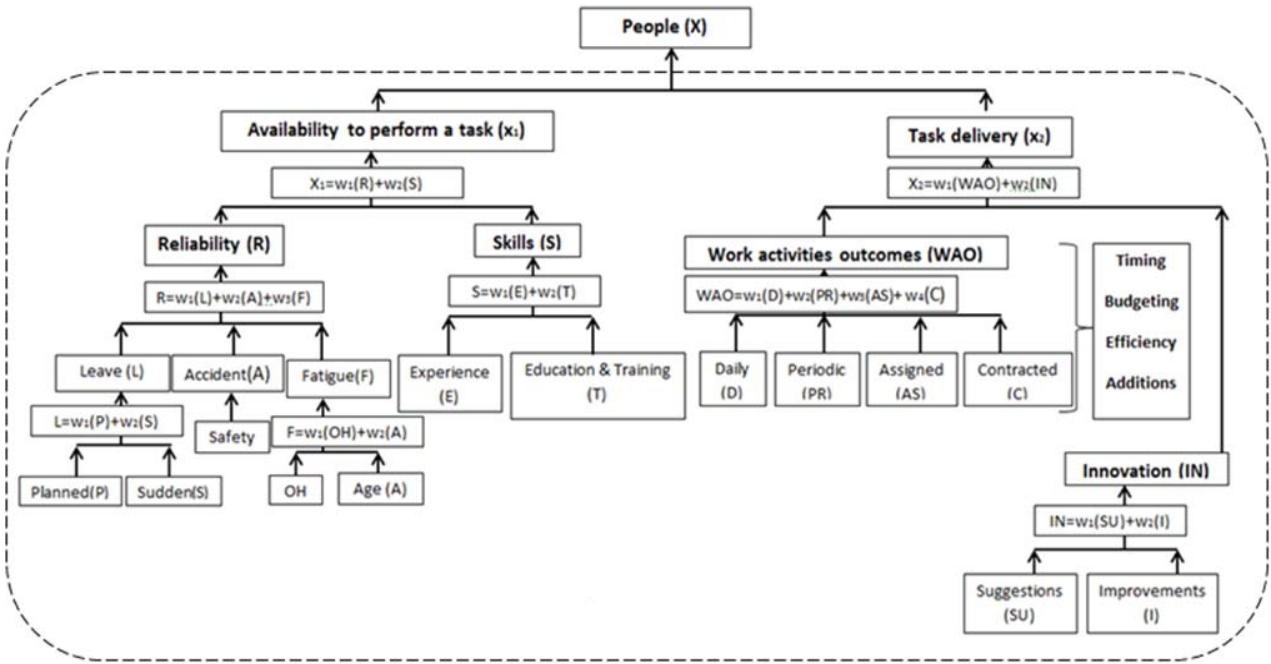 People (X)
Availability to perform a task (x₁)
Task delivery (x₂)
X₁=w₁(R)+w₂(S)
X₂=w₁(WAO)+w₂(IN)
Reliability (R)
Skills (S)
Work activities outcomes (WAO)
Timing
Budgeting
Efficiency
Additions
R=w₁(L)+w₂(A)+w₃(F)
S=w₁(E)+w₂(T)
WAO=w₁(D)+w₂(PR)+w₃(AS)+ w₄(C)
Leave (L)
Accident(A)
Fatigue(F)
Experience
(E)
Education & Training
(T)
Daily
(D)
Periodic
(PR)
Assigned
(AS)
Contracted
(C)
L=w₁(P)+w₂(S)
Safety
F=w₁(OH)+w₂(A)
Planned(P)
Sudden(S)
OH
Age (A)
Innovation (IN)
IN=w₁(SU)+w₂(I)
Suggestions
(SU)
Improvements
(I)